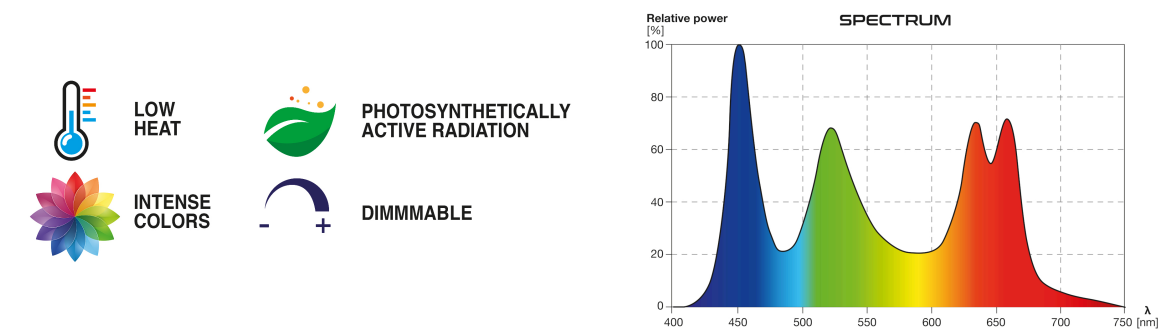 LOW
HEAT
PHOTOSYNTHETICALLY
ACTIVE RADIATION
INTENSE
COLORS
- +
DIMMMABLE
SPECTRUM
Relative power
[%]
100
80
60
40
20
0
400 450 500 550 600 650 700 750
λ
[nm]